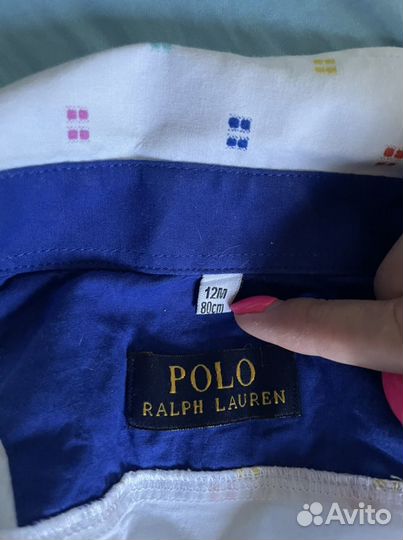 12m
80cm
POLO
RALPH LAUREN
Avito